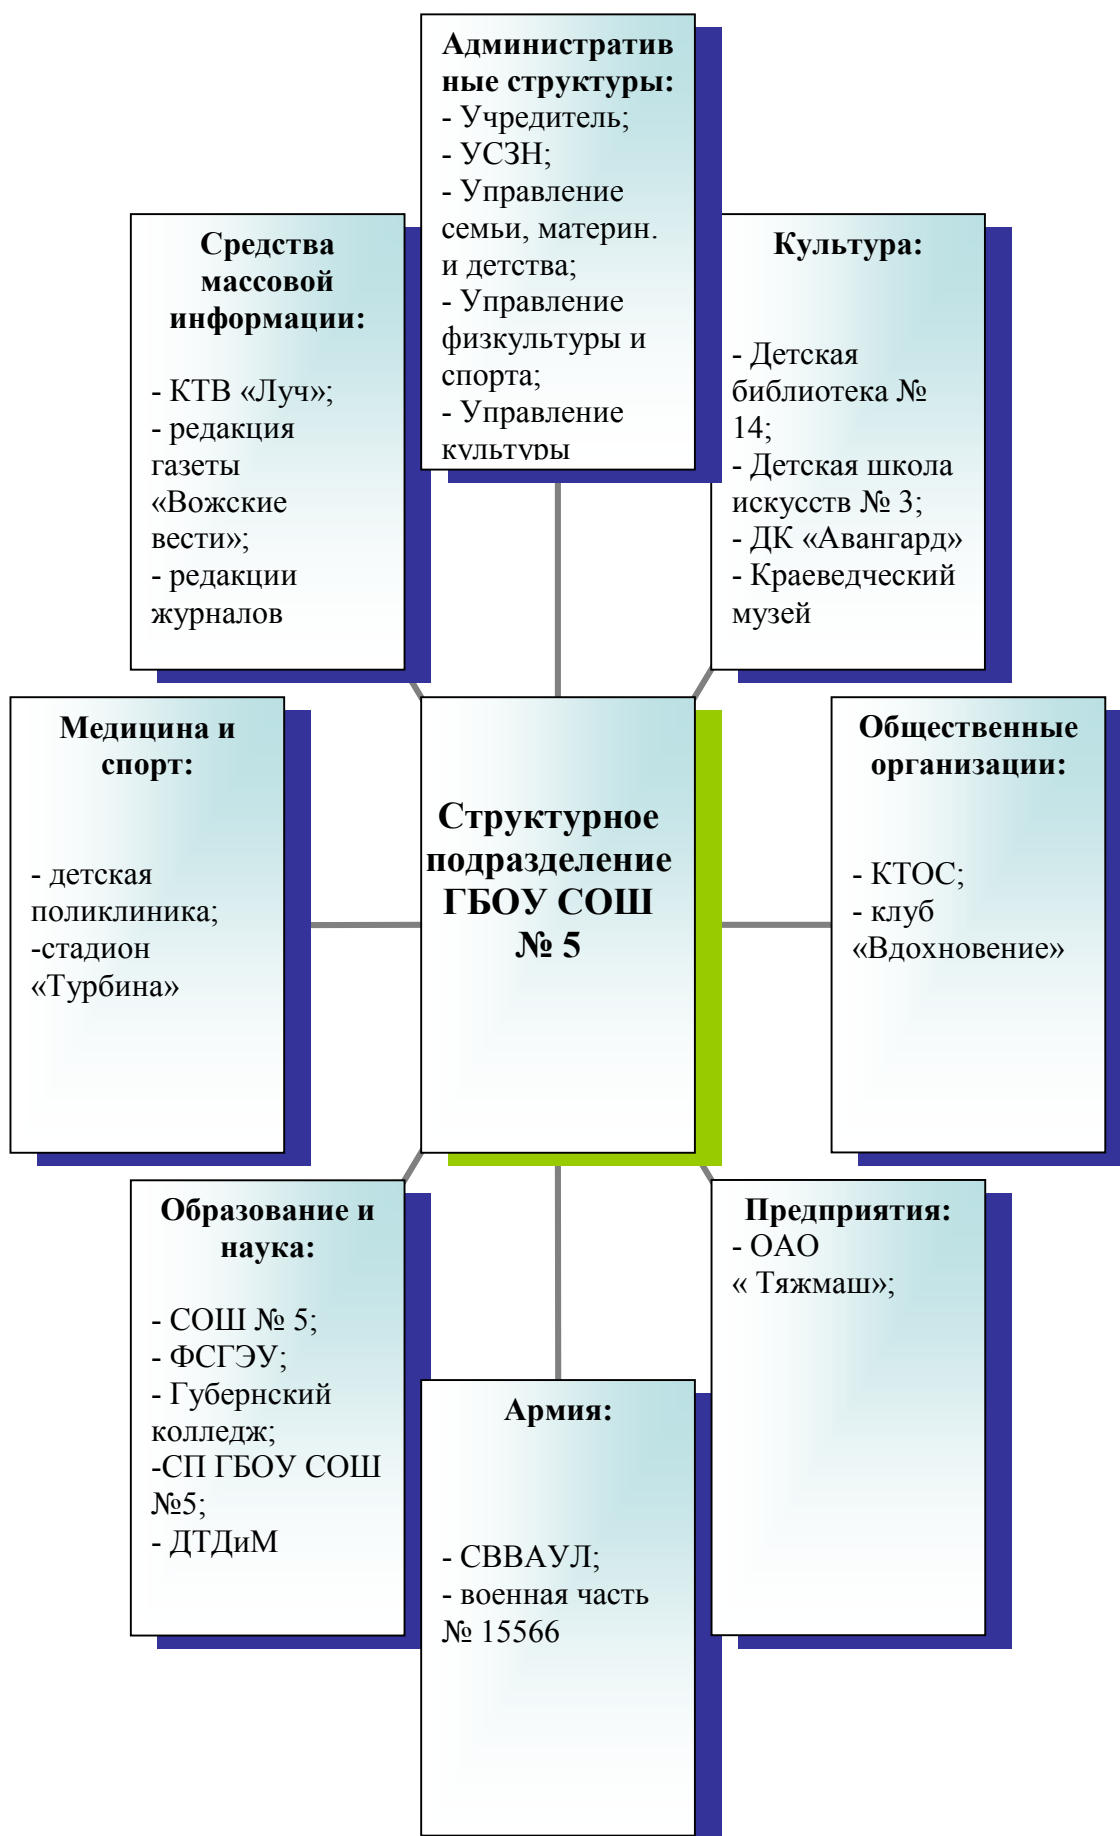 Административ
ные структуры:
- Учредитель;
- УСЗН;
- Управление
семьи, материн.
и детства;
- Управление
физкультуры и
спорта;
- Управление
культуры
Средства
массовой
информации:
- КТВ «Луч»;
- редакция
газеты
«Вожские
вести»;
- редакции
журналов
Культура:
- Детская
библиотека №
14;
- Детская школа
искусств № 3;
- ДК «Авангард»
- Краеведческий
музей
Медицина и
спорт:
- детская
поликлиника;
-стадион
«Турбина»
Структурное
подразделение
ГБОУ СОШ
№ 5
Общественные
организации:
- КТОС;
- клуб
«Вдохновение»
Образование и
наука:
- СОШ № 5;
- ФСГЭУ;
- Губернский
колледж;
-СП ГБОУ СОШ
№5;
- ДТДиМ
Армия:
- СВВАУЛ;
- военная часть
№ 15566
Предприятия:
- ОАО
« Тяжмаш»;